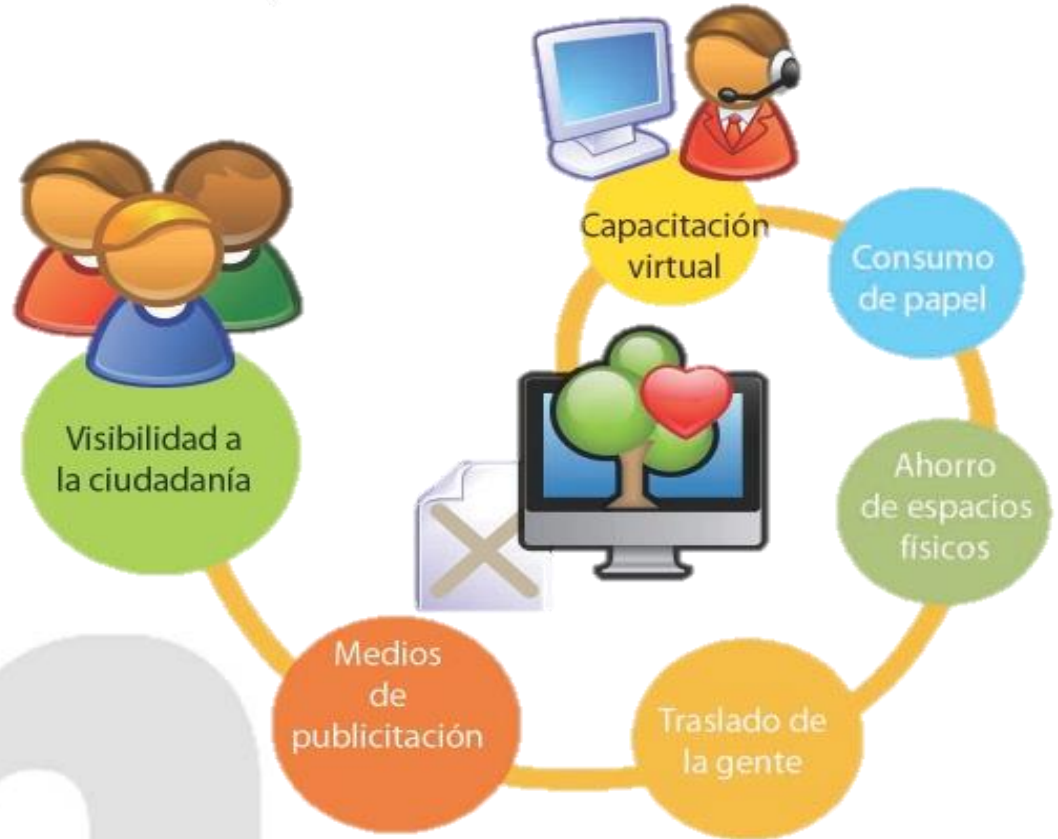 Capacitación
virtual
Consumo
de papel
Ahorro
de espacios
físicos
Traslado de
la gente
Medios
de
publicitación
Visibilidad a
la ciudadanía